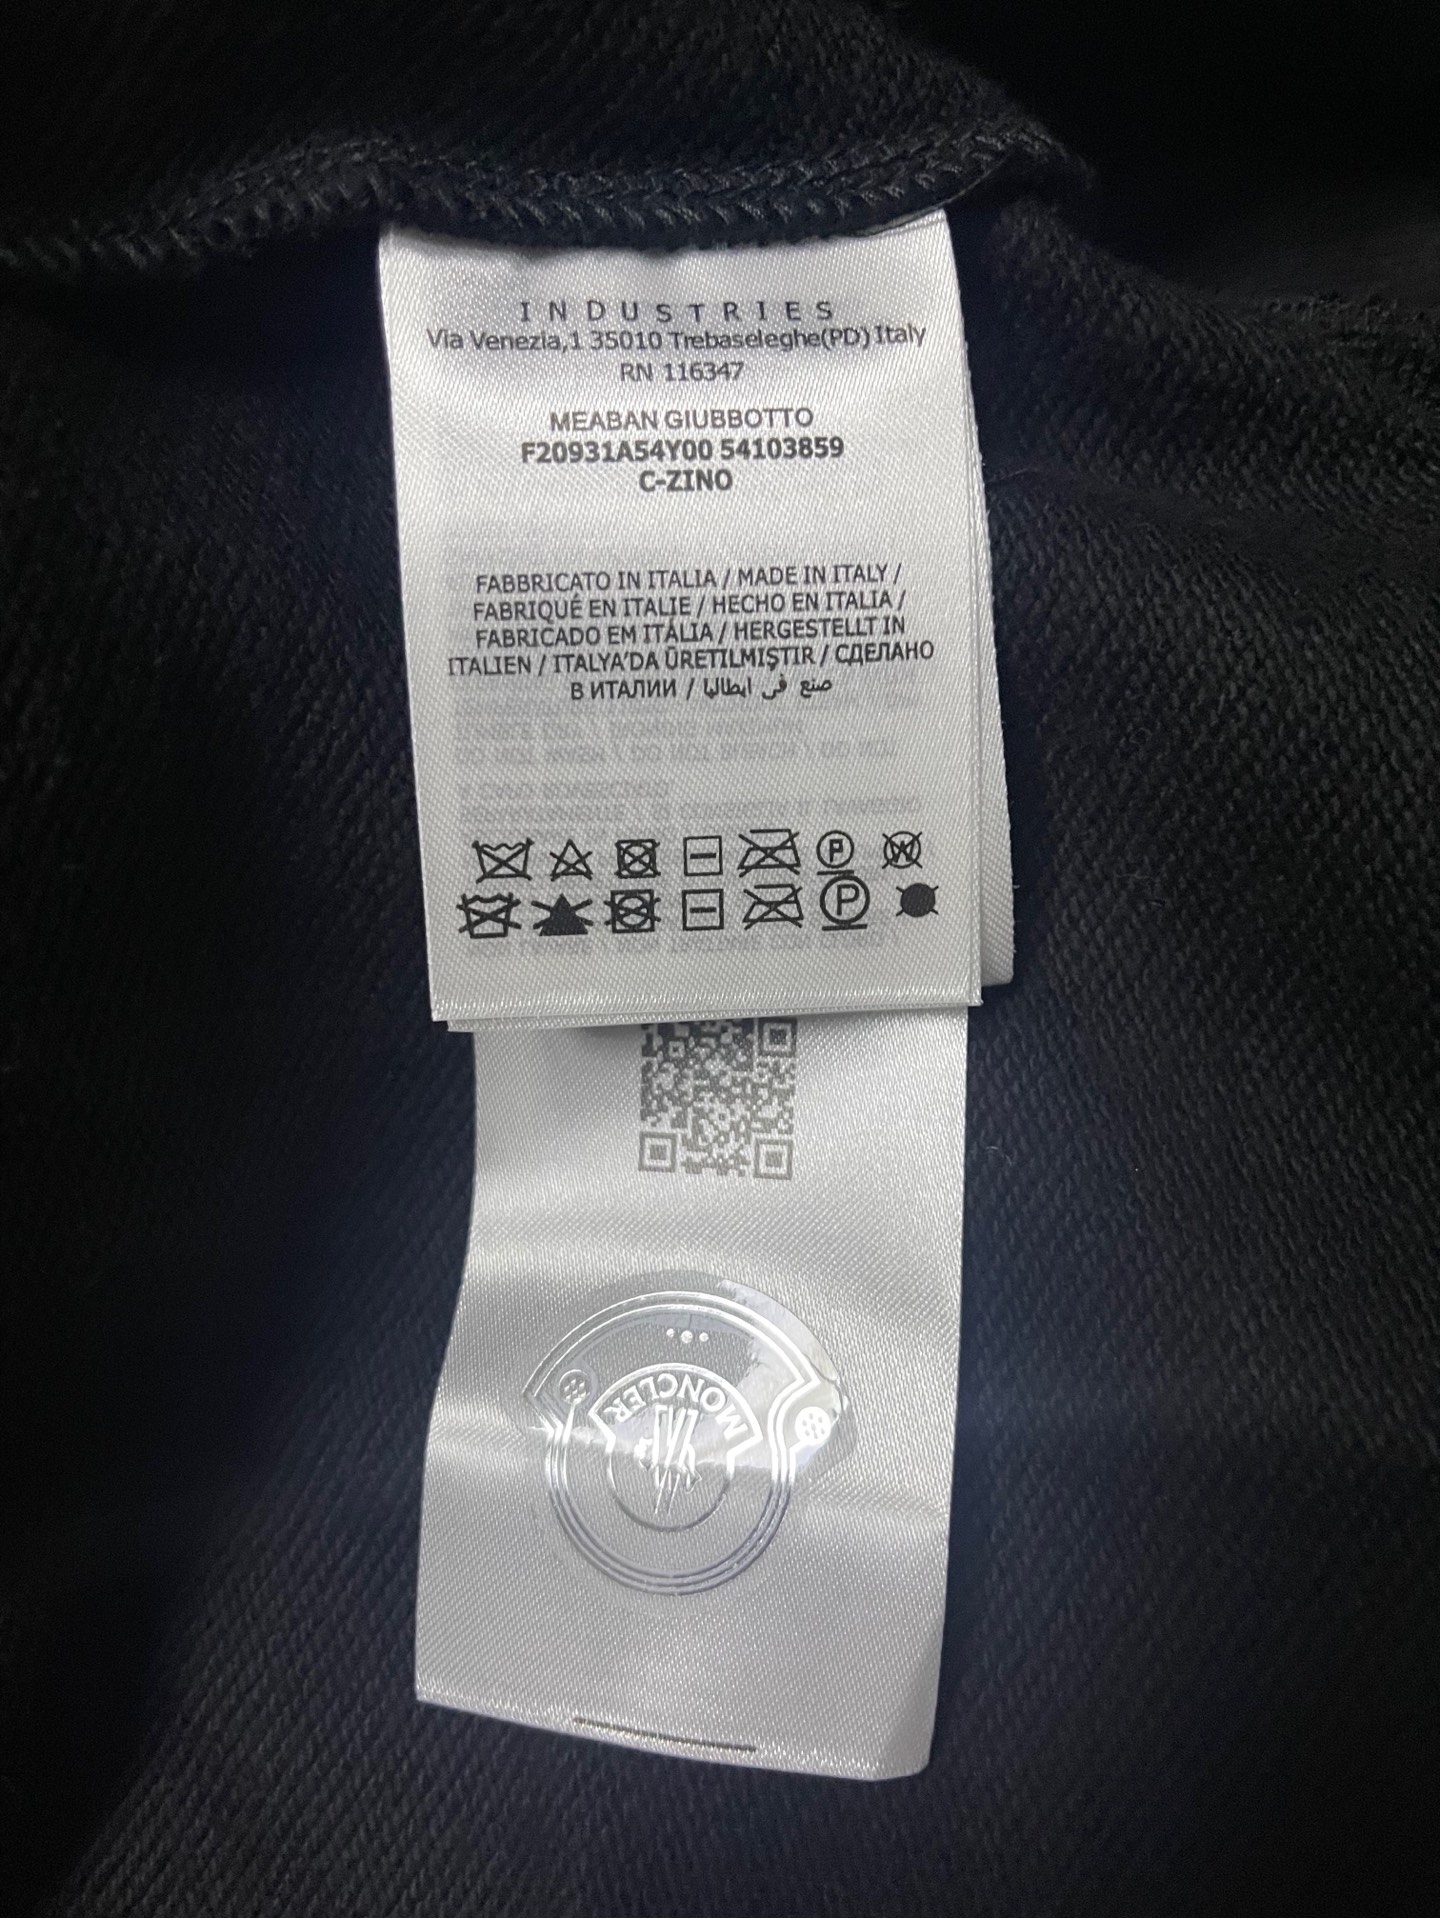 INDUSTRIES
Via Venezia,1 35010 Trebaseleghe(PD) Italy
RN 116347
MEABAN GIUBBOTTO
F20931A54Y00 54103859
C-ZINO
FABBRICATO IN ITALIA / MADE IN ITALY /
FABRIQUÉ EN ITALIE / HECHO EN ITALIA /
FABRICADO EM ITÁLIA / HERGESTELLT IN
ITALIEN / ITALYA'DA ÜRETILMIŞTIR / СДЕЛАНО
В ИТАЛИИ / صنع في ايطاليا
P W
P
MONCLER